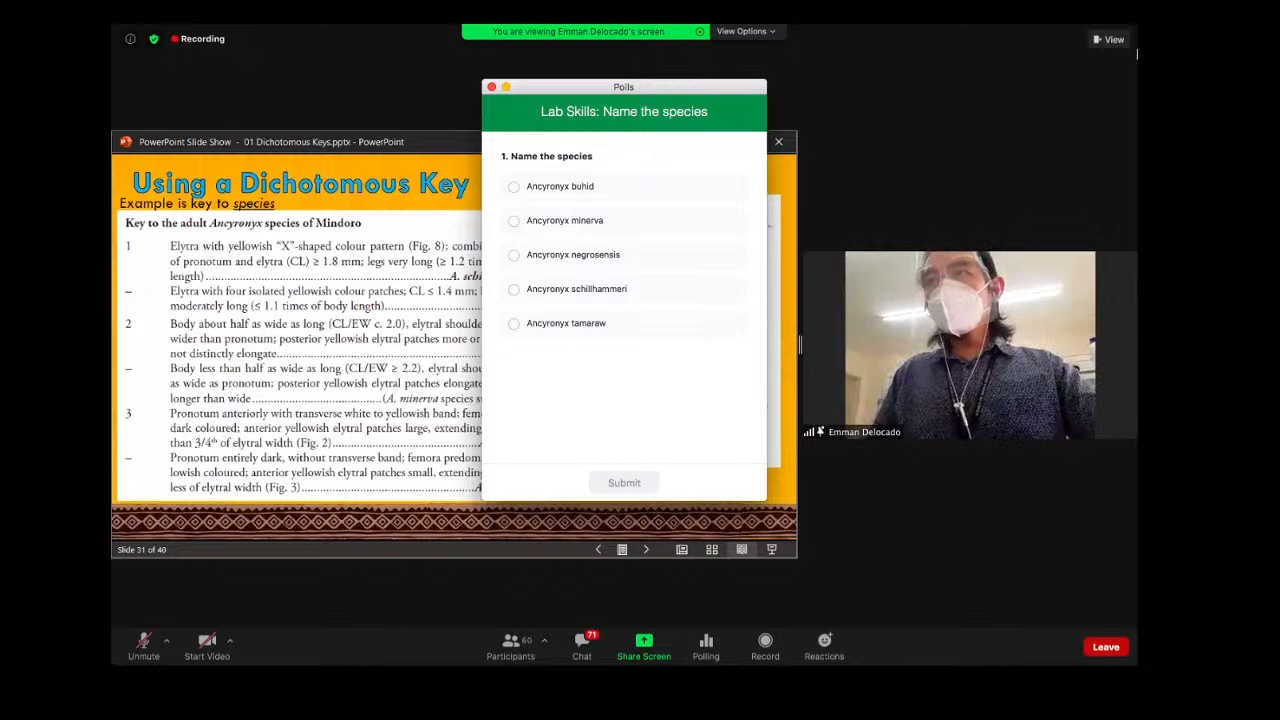 Recording
You are viewing Emman Delocado's screen
View Options
View
Polls
Lab Skills: Name the species
1. Name the species
Ancyronyx buhid
Ancyronyx minerva
Ancyronyx negrosensis
Ancyronyx schillhammeri
Ancyronyx tamaraw
Submit
PowerPoint Slide Show - 01 Dichotomous Keys.pptx - PowerPoint
Using a Dichotomous Key
Example is key to species
Key to the adult Ancyronyx species of Mindoro
1 Elytra with yellowish “X”-shaped colour pattern (Fig. 8); combi
of pronotum and elytra (CL) ≥ 1.8 mm; legs very long (≥ 1.2 tim
length)..........A. schi
– Elytra with four isolated yellowish colour patches; CL ≤ 1.4 mm; l
moderately long (≤ 1.1 times of body length)..........
2 Body about half as wide as long (CL/EW c. 2.0), elytral shoulde
wider than pronotum; posterior yellowish elytral patches more or
not distinctly elongate..........
– Body less than half as wide as long (CL/EW ≥ 2.2), elytral shou
as wide as pronotum; posterior yellowish elytral patches elongate
longer than wide..........(A. minerva species s
3 Pronotum anteriorly with transverse white to yellowish band; fem
dark coloured; anterior yellowish elytral patches large, extending
than 3/4th of elytral width (Fig. 2)..........
– Pronotum entirely dark, without transverse band; femora predom
lowish coloured; anterior yellowish elytral patches small, extendin
less of elytral width (Fig. 3)..........A
Slide 31 of 40
Emman Delocado
Unmute
Start Video
60
Participants
71
Chat
Share Screen
Polling
Record
Reactions
Leave